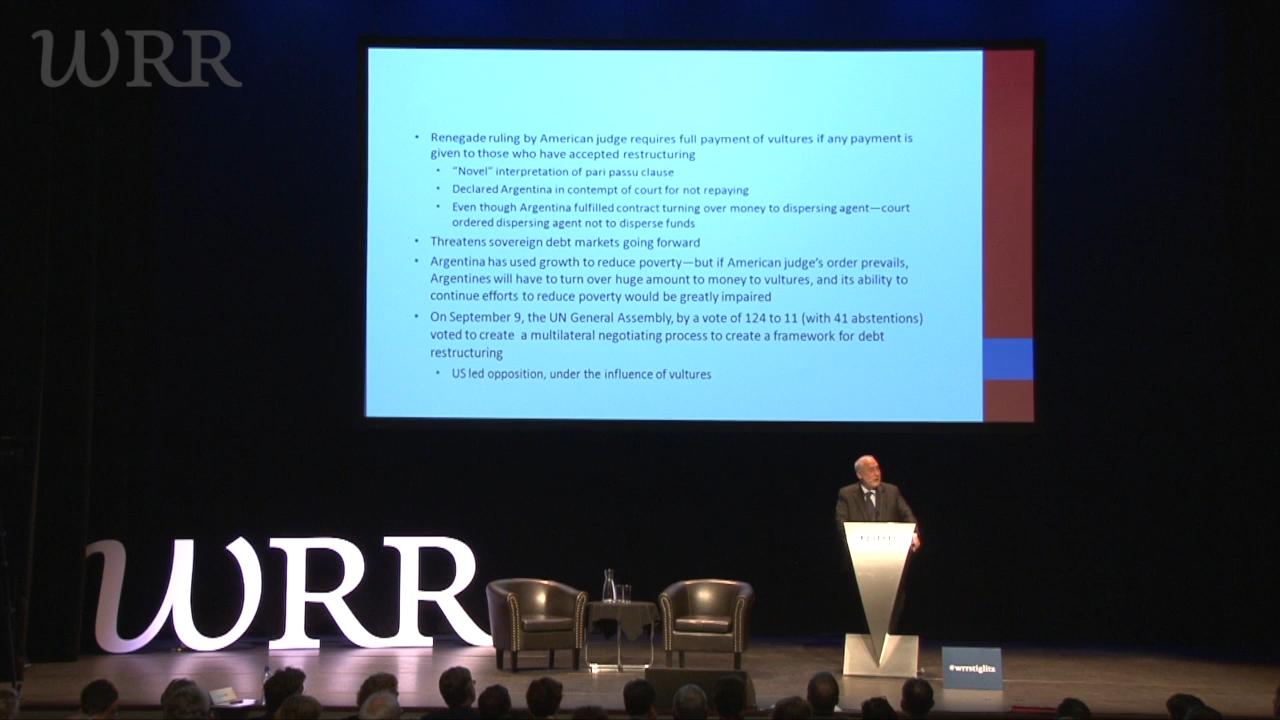 WRR
• Renegade ruling by American judge requires full payment of vultures if any payment is
given to those who have accepted restructuring
• "Novel" interpretation of pari passu clause
• Declared Argentina in contempt of court for not repaying
• Even though Argentina fulfilled contract turning over money to dispersing agent—court
ordered dispersing agent not to disperse funds
• Threatens sovereign debt markets going forward
• Argentina has used growth to reduce poverty—but if American judge's order prevails,
Argentines will have to turn over huge amount to money to vultures, and its ability to
continue efforts to reduce poverty would be greatly impaired
• On September 9, the UN General Assembly, by a vote of 124 to 11 (with 41 abstentions)
voted to create a multilateral negotiating process to create a framework for debt
restructuring
• US led opposition, under the influence of vultures
WRR
#wrrstiglitz